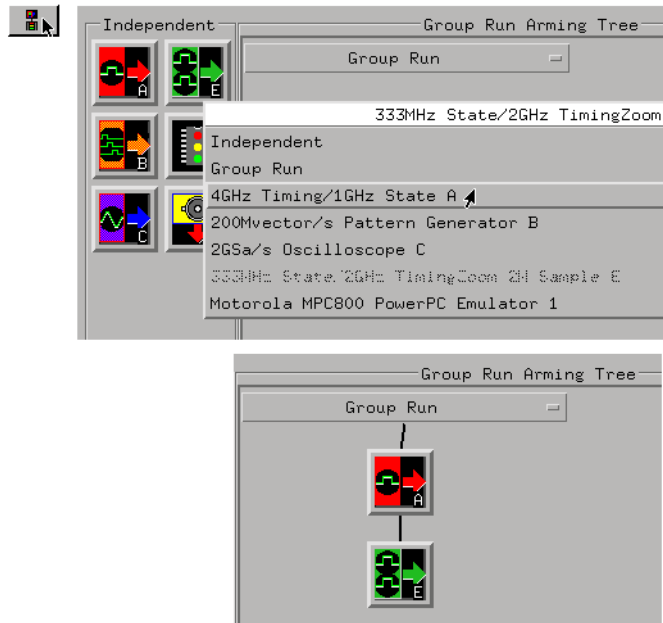 Independent
Group Run Arming Tree
Group Run
A
E
333MHz State/2GHz TimingZoom
Independent
Group Run
B
4GHz Timing/1GHz State A
200Mvector/s Pattern Generator B
C
2GSa/s Oscilloscope C
333MHz State/2GHz TimingZoom 2M Sample E
Motorola MPC800 PowerPC Emulator 1
Group Run Arming Tree
Group Run
A
E